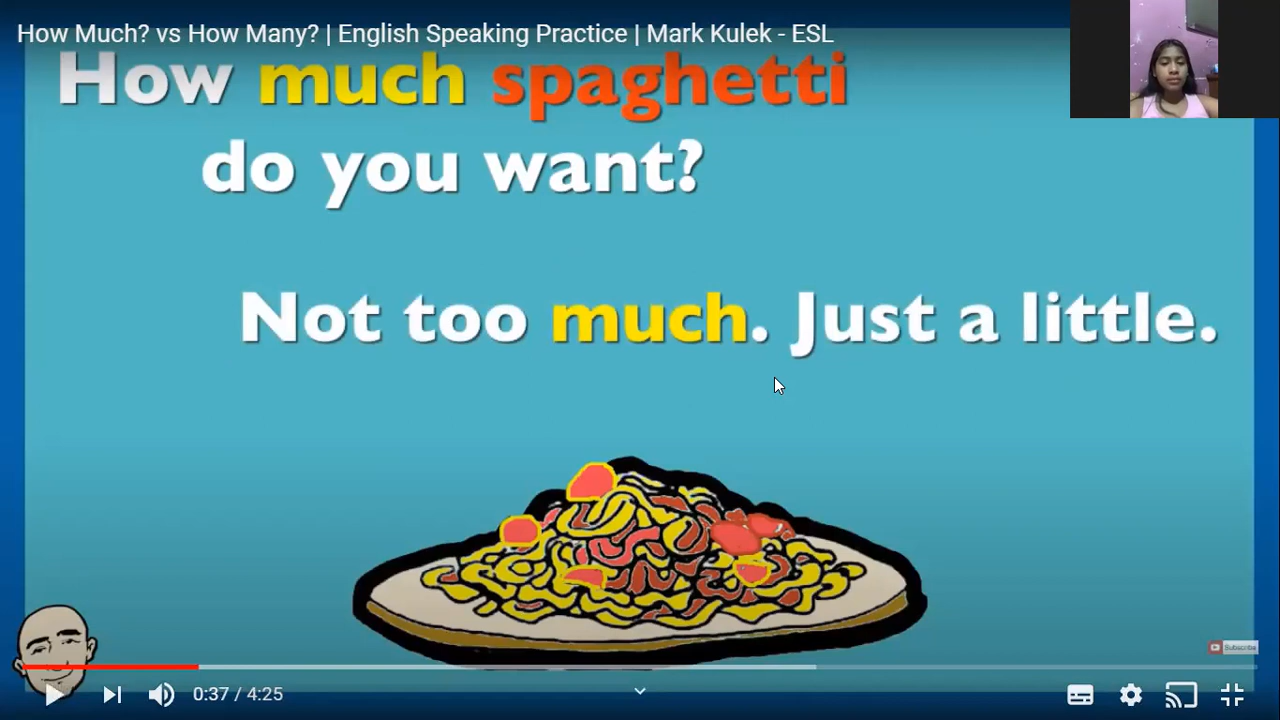 How Much? vs How Many? | English Speaking Practice | Mark Kulek - ESL
How much spaghetti
do you want?
Not too much. Just a little.
Subscribe
0:37 / 4:25